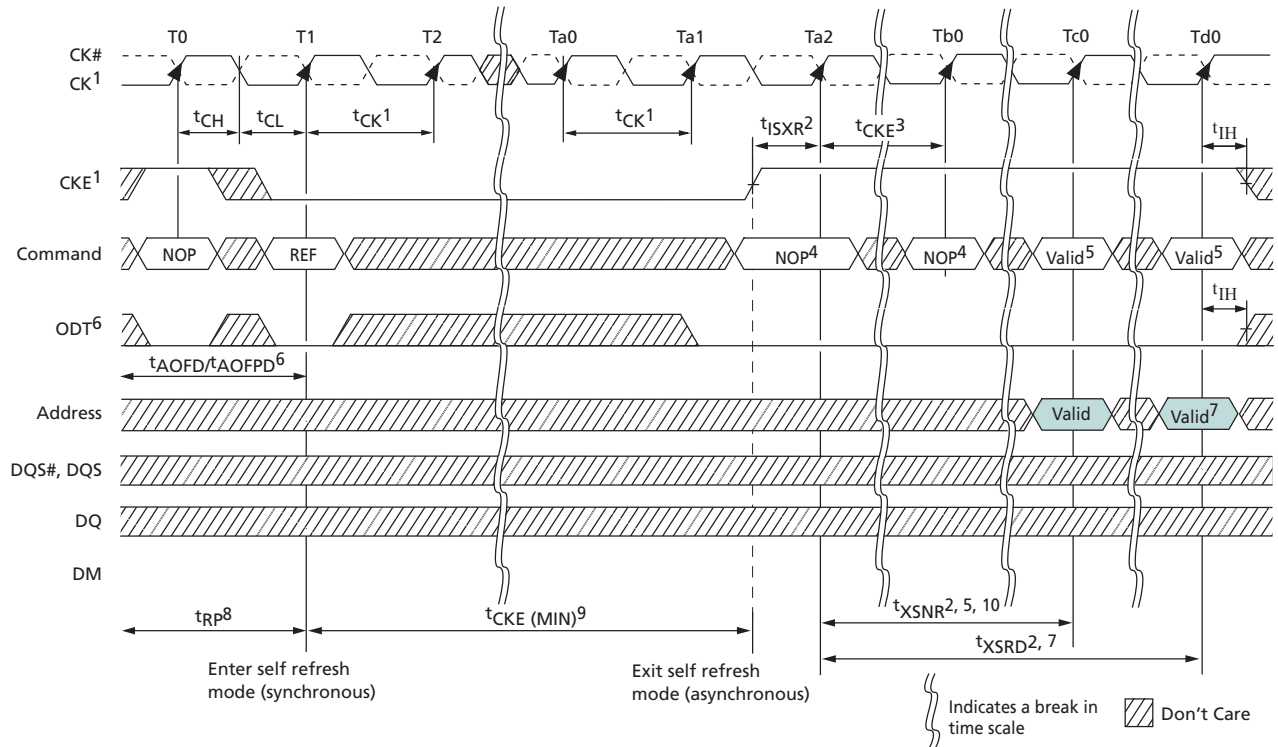 T0 T1 T2 Ta0 Ta1 Ta2 Tb0 Tc0 Td0
CK#
CK1
tCH tCL tCK1 tCK1 tISXR2 tCKE3 tIH
CKE1
Command NOP REF NOP4 NOP4 Valid5 Valid5
tIH
ODT6
tAOFD/tAOFPD6
Address Valid Valid7
DQS#, DQS
DQ
DM
tRP8 tCKE (MIN)9 tXSNR2, 5, 10
tXSRD2, 7
Enter self refresh
mode (synchronous)
Exit self refresh
mode (asynchronous)
Indicates a break in
time scale
Don't Care